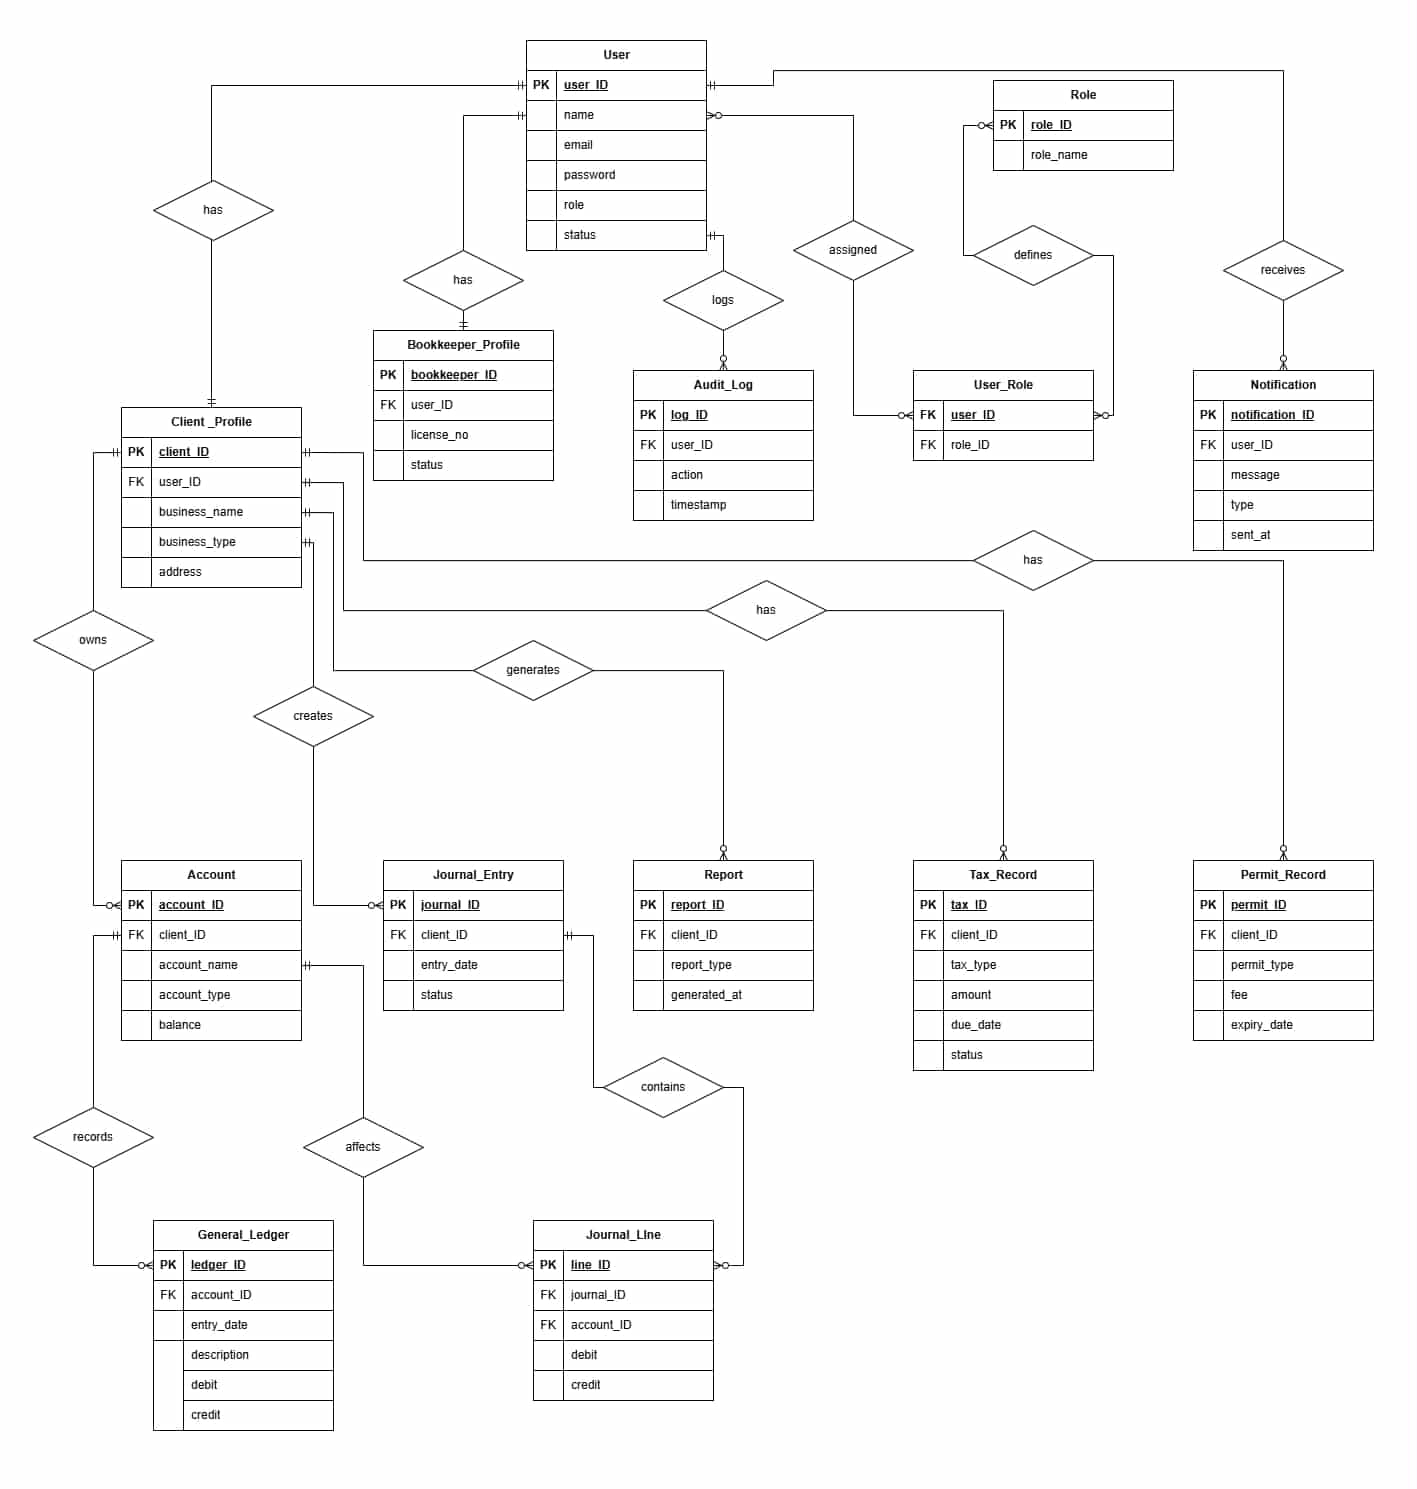 User
PK user_ID
name
email
password
role
status
Role
PK role_ID
role_name
has
has
logs
assigned
defines
receives
Bookkeeper_Profile
PK bookkeeper_ID
FK user_ID
license_no
status
Audit_Log
PK log_ID
FK user_ID
action
timestamp
User_Role
FK user_ID
FK role_ID
Notification
PK notification_ID
FK user_ID
message
type
sent_at
Client _Profile
PK client_ID
FK user_ID
business_name
business_type
address
has
has
owns
generates
creates
Account
PK account_ID
FK client_ID
account_name
account_type
balance
Journal_Entry
PK journal_ID
FK client_ID
entry_date
status
Report
PK report_ID
FK client_ID
report_type
generated_at
Tax_Record
PK tax_ID
FK client_ID
tax_type
amount
due_date
status
Permit_Record
PK permit_ID
FK client_ID
permit_type
fee
expiry_date
contains
records
affects
General_Ledger
PK ledger_ID
FK account_ID
entry_date
description
debit
credit
Journal_LIne
PK line_ID
FK journal_ID
FK account_ID
debit
credit